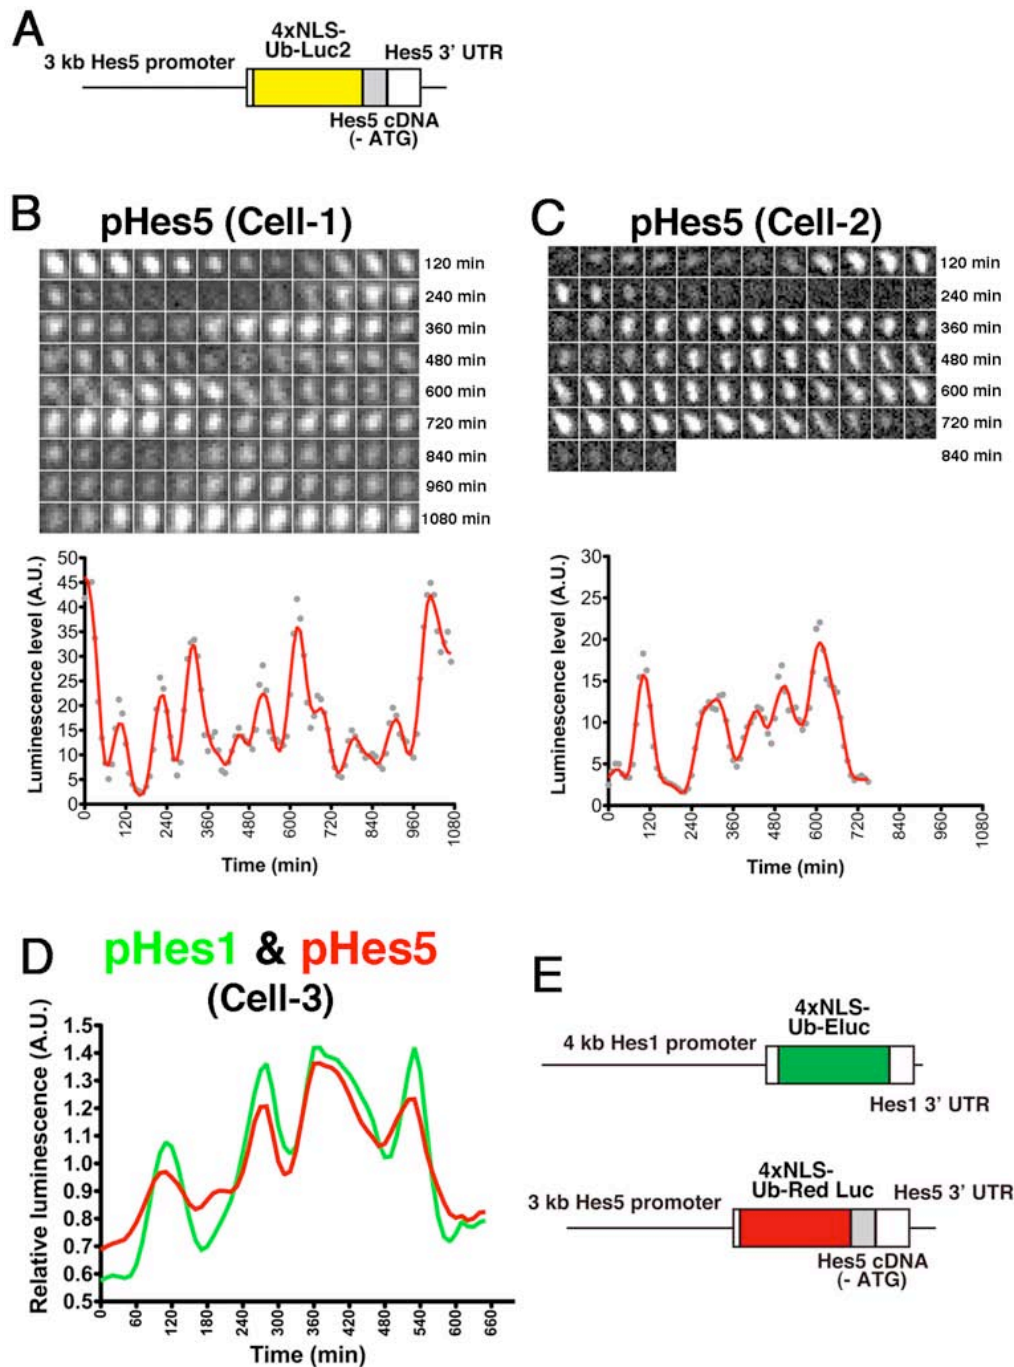 A
4xNLS-
Ub-Luc2
3 kb Hes5 promoter
Hes5 3' UTR
Hes5 cDNA
(- ATG)
B
pHes5 (Cell-1)
120 min
240 min
360 min
480 min
600 min
720 min
840 min
960 min
1080 min
Luminescence level (A.U.)
50
45
40
35
30
25
20
15
10
5
0
0 120 240 360 480 600 720 840 960 1080
Time (min)
C
pHes5 (Cell-2)
120 min
240 min
360 min
480 min
600 min
720 min
840 min
Luminescence level (A.U.)
30
25
20
15
10
5
0
0 120 240 360 480 600 720 840 960 1080
Time (min)
D
pHes1 & pHes5
(Cell-3)
Relative luminescence (A.U.)
1.5
1.4
1.3
1.2
1.1
1.0
0.9
0.8
0.7
0.6
0.5
0 60 120 180 240 300 360 420 480 540 600 660
Time (min)
E
4xNLS-
Ub-Eluc
4 kb Hes1 promoter
Hes1 3' UTR
4xNLS-
Ub-Red Luc
3 kb Hes5 promoter
Hes5 3' UTR
Hes5 cDNA
(- ATG)